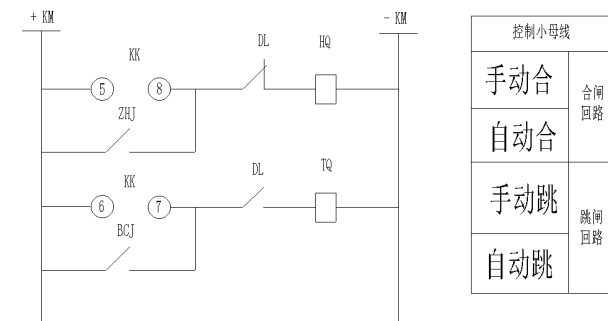 + KM
- KM
KK
DL
HQ
5
8
ZHJ
KK
DL
TQ
6
7
BCJ
控制小母线
手动合
合闸
回路
自动合
手动跳
跳闸
回路
自动跳